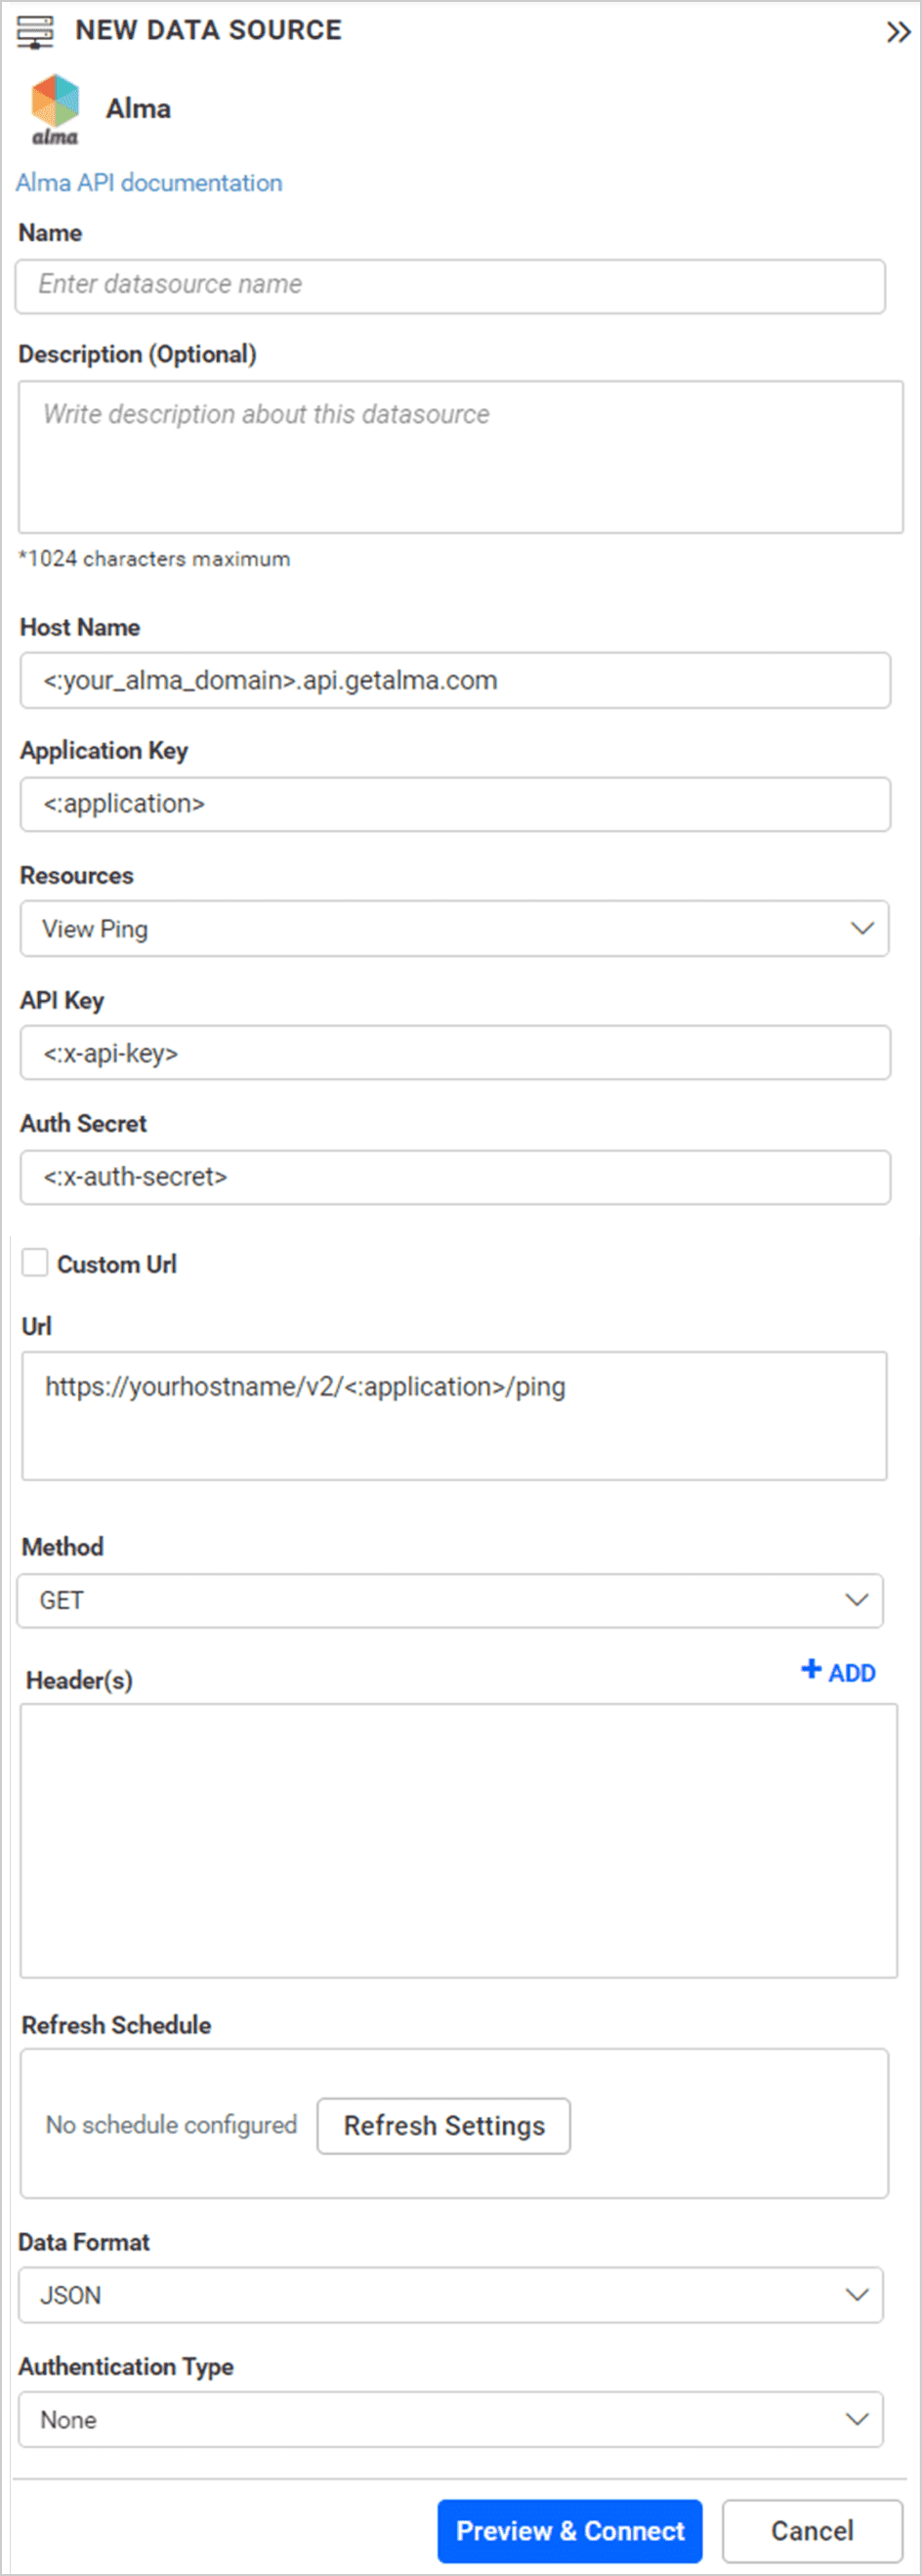 NEW DATA SOURCE
alma
Alma
Alma API documentation
Name
Enter datasource name
Description (Optional)
Write description about this datasource
*1024 characters maximum
Host Name
<:your_alma_domain>.api.getalma.com
Application Key
<:application>
Resources
View Ping
API Key
<:x-api-key>
Auth Secret
<:x-auth-secret>
Custom Url
Url
https://yourhostname/v2/<:application>/ping
Method
GET
Header(s)
+ ADD
Refresh Schedule
No schedule configured
Refresh Settings
Data Format
JSON
Authentication Type
None
Preview & Connect
Cancel